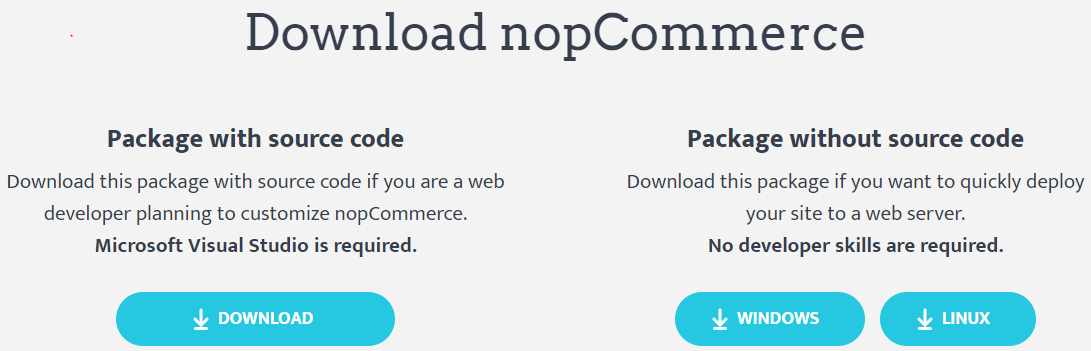 Download nopCommerce
Package with source code
Download this package with source code if you are a web
developer planning to customize nopCommerce.
Microsoft Visual Studio is required.
DOWNLOAD
Package without source code
Download this package if you want to quickly deploy
your site to a web server.
No developer skills are required.
WINDOWS
LINUX